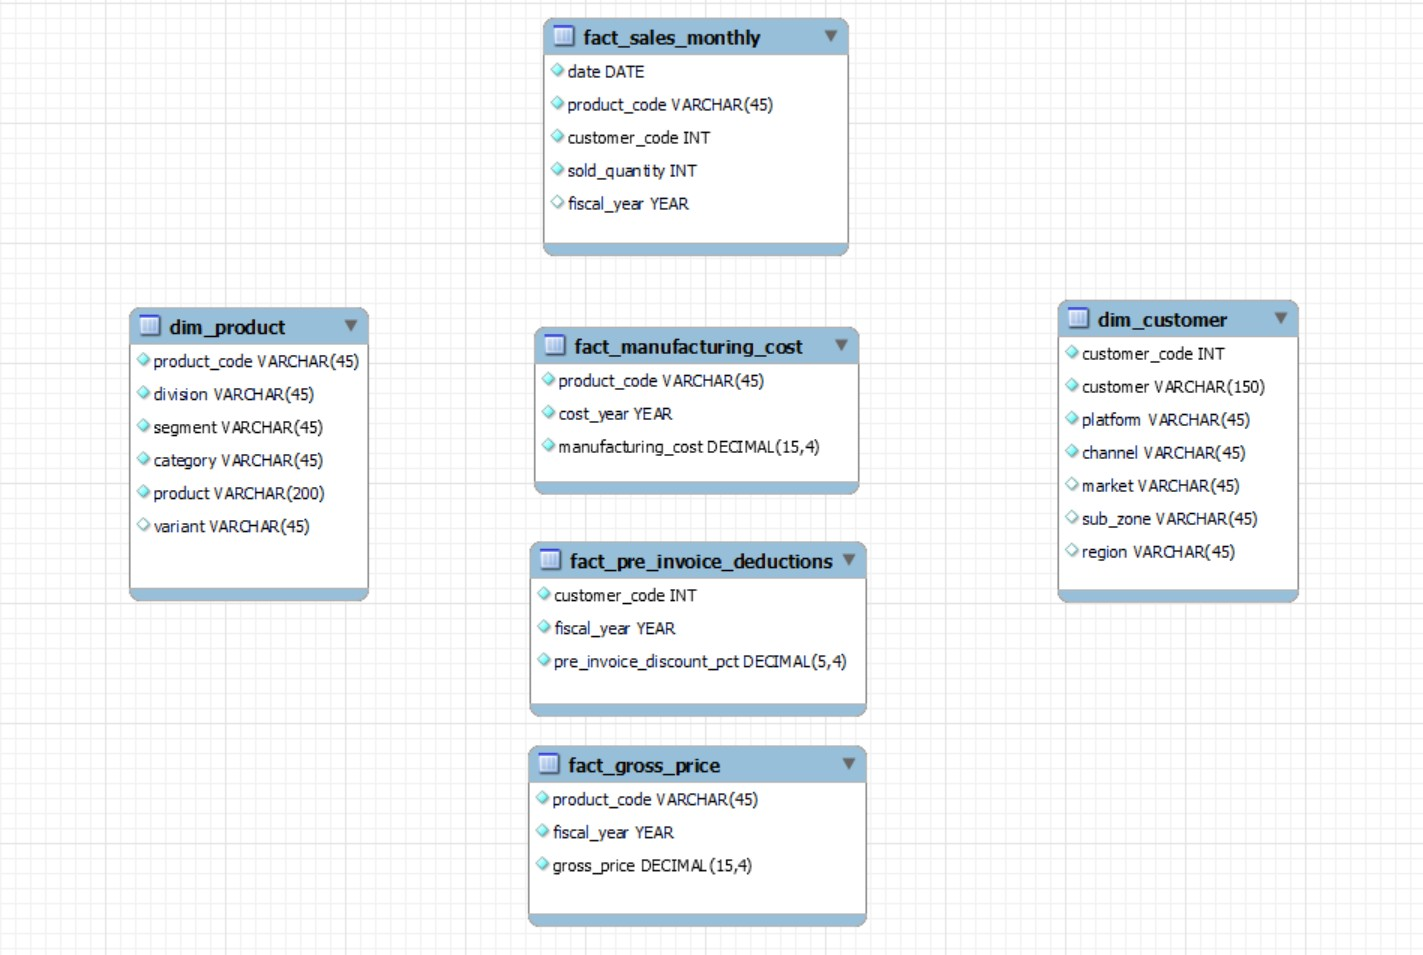 fact_sales_monthly
date DATE
product_code VARCHAR(45)
customer_code INT
sold_quantity INT
fiscal_year YEAR
dim_product
product_code VARCHAR(45)
division VARCHAR(45)
segment VARCHAR(45)
category VARCHAR(45)
product VARCHAR(200)
variant VARCHAR(45)
fact_manufacturing_cost
product_code VARCHAR(45)
cost_year YEAR
manufacturing_cost DECIMAL(15,4)
dim_customer
customer_code INT
customer VARCHAR(150)
platform VARCHAR(45)
channel VARCHAR(45)
market VARCHAR(45)
sub_zone VARCHAR(45)
region VARCHAR(45)
fact_pre_invoice_deductions
customer_code INT
fiscal_year YEAR
pre_invoice_discount_pct DECIMAL(5,4)
fact_gross_price
product_code VARCHAR(45)
fiscal_year YEAR
gross_price DECIMAL(15,4)